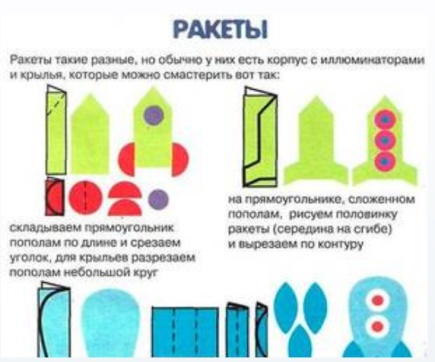 РАКЕТЫ
Ракеты такие разные, но обычно у них есть корпус с иллюминаторами
и крылья, которые можно смастерить вот так:
складываем прямоугольник
пополам по длине и срезаем
уголок, для крыльев разрезаем
пополам небольшой круг
на прямоугольнике, сложенном
пополам, рисуем половинку
ракеты (середина на сгибе)
и вырезаем по контуру